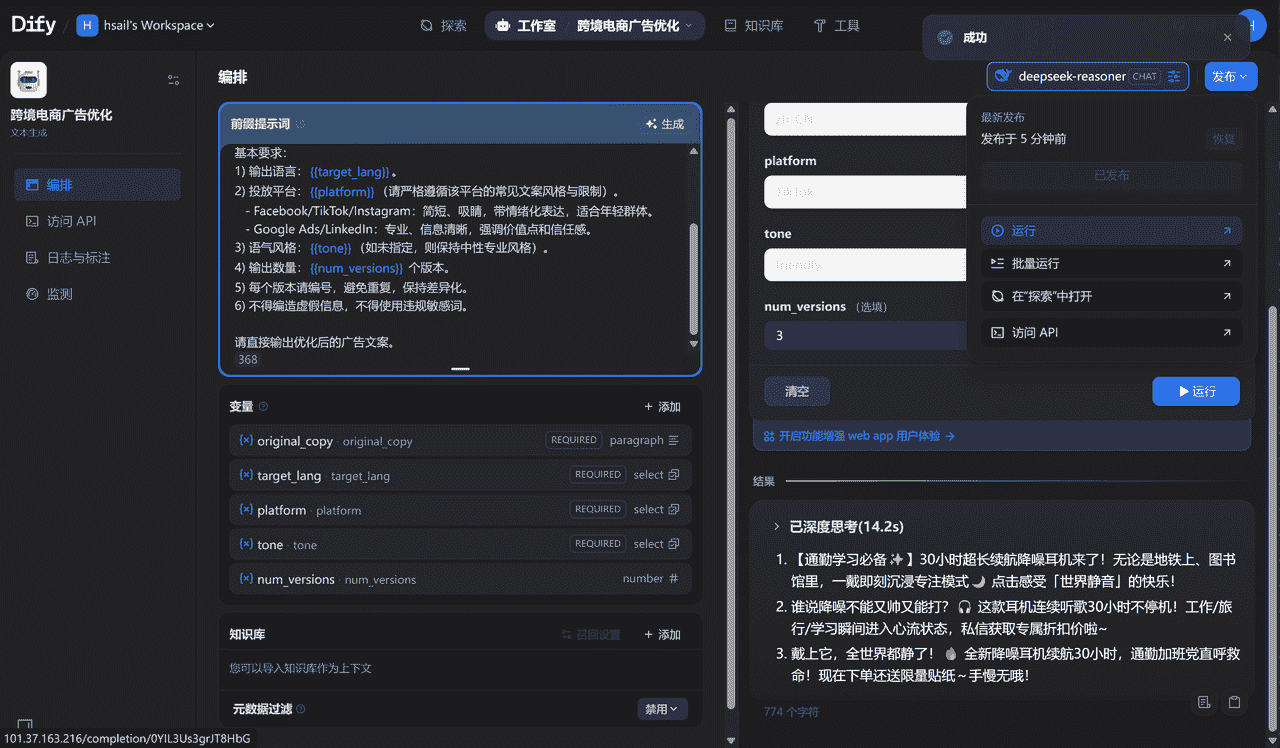 Dify / H hsail's Workspace
探索
工作室 / 跨境电商广告优化
知识库
工具
成功
H
跨境电商广告优化
文本生成
编排
访问 API
日志与标注
监测
编排
deepseek-reasoner CHAT
发布
前缀提示词
生成
基本要求：
1) 输出语言：{{target_lang}}。
2) 投放平台：{{platform}}（请严格遵循该平台的常见文案风格与限制）。
- Facebook/TikTok/Instagram：简短、吸睛，带情绪化表达，适合年轻群体。
- Google Ads/LinkedIn：专业、信息清晰，强调价值点和信任感。
3) 语气风格：{{tone}}（如未指定，则保持中性专业风格）。
4) 输出数量：{{num_versions}} 个版本。
5) 每个版本请编号，避免重复，保持差异化。
6) 不得编造虚假信息，不得使用违规敏感词。
请直接输出优化后的广告文案。
368
变量
+ 添加
{x} original_copy · original_copy REQUIRED paragraph
{x} target_lang · target_lang REQUIRED select
{x} platform · platform REQUIRED select
{x} tone · tone REQUIRED select
{x} num_versions · num_versions number #
知识库
召回设置
+ 添加
您可以导入知识库作为上下文
元数据过滤
禁用
zh-CN
platform
TikTok
tone
friendly
num_versions （选填）
3
清空
运行
最新发布
发布于 5 分钟前
恢复
已发布
运行
批量运行
在“探索”中打开
访问 API
开启功能增强 web app 用户体验 →
结果
已深度思考(14.2s)
1. 【通勤学习必备✨】30小时超长续航降噪耳机来了！无论是地铁上、图书
馆里，一戴即刻沉浸专注模式🌙 点击感受「世界静音」的快乐！
2. 谁说降噪不能又帅又能打？🎧 这款耳机连续听歌30小时不停机！工作/旅
行/学习瞬间进入心流状态，私信获取专属折扣价啦~
3. 戴上它，全世界都静了！ 全新降噪耳机续航30小时，通勤加班党直呼救
命！现在下单还送限量贴纸～手慢无哦！
774 个字符
101.37.163.216/completion/0YIL3Us3grJT8HbG